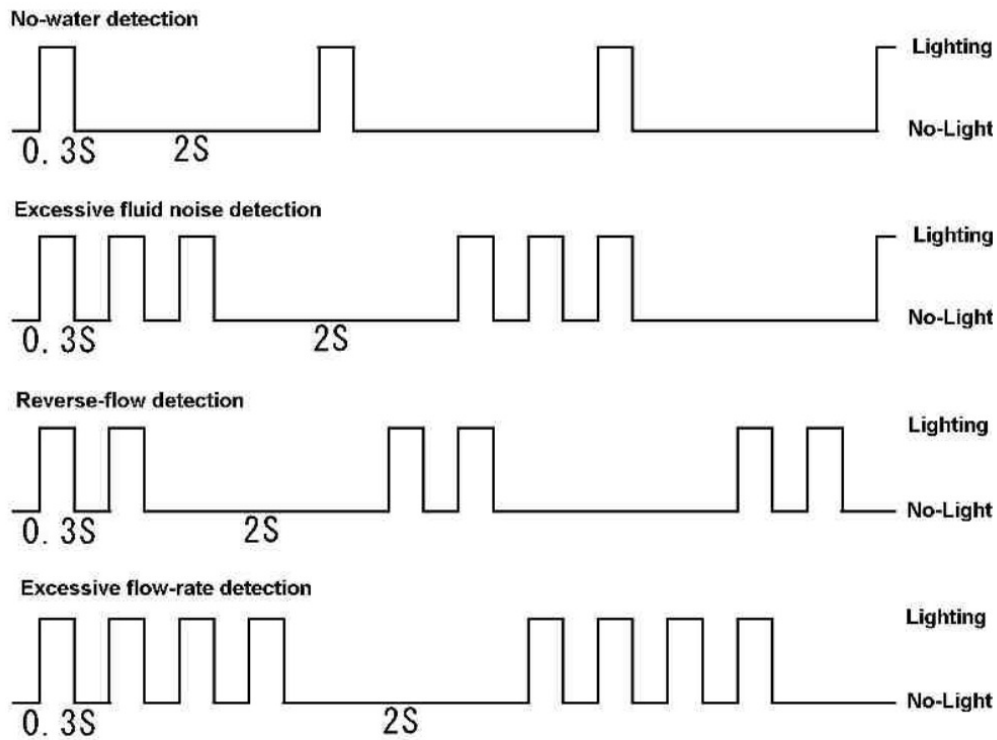 No-water detection
Lighting
No-Light
0. 3S 2S
Excessive fluid noise detection
Lighting
No-Light
0. 3S 2S
Reverse-flow detection
Lighting
No-Light
0. 3S 2S
Excessive flow-rate detection
Lighting
No-Light
0. 3S 2S